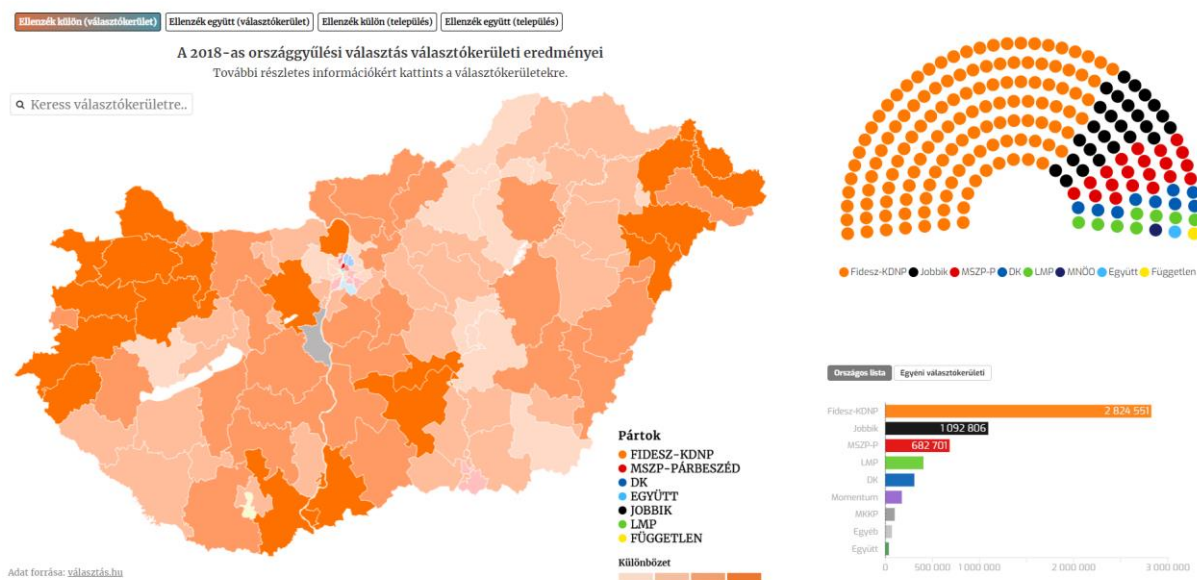 Ellenzék külön (választókerület) Ellenzék együtt (választókerület) Ellenzék külön (település) Ellenzék együtt (település)
A 2018-as országgyűlési választás választókerületi eredményei
További részletes információkért kattints a választókerületekre.
Keress választókerületre..
Pártok
FIDESZ-KDNP
MSZP-PÁRBESZÉD
DK
EGYÜTT
JOBBIK
LMP
FÜGGETLEN
Különbözet
Adat forrása: választás.hu
Fidesz-KDNP Jobbik MSZP-P DK LMP MNÖO Együtt Független
Országos lista Egyéni választókerületi
Fidesz-KDNP 2 824 551
Jobbik 1 092 806
MSZP-P 682 701
LMP
DK
Momentum
MKKP
Egyéb
Együtt
0 500 000 1 000 000 2 000 000 3 000 000